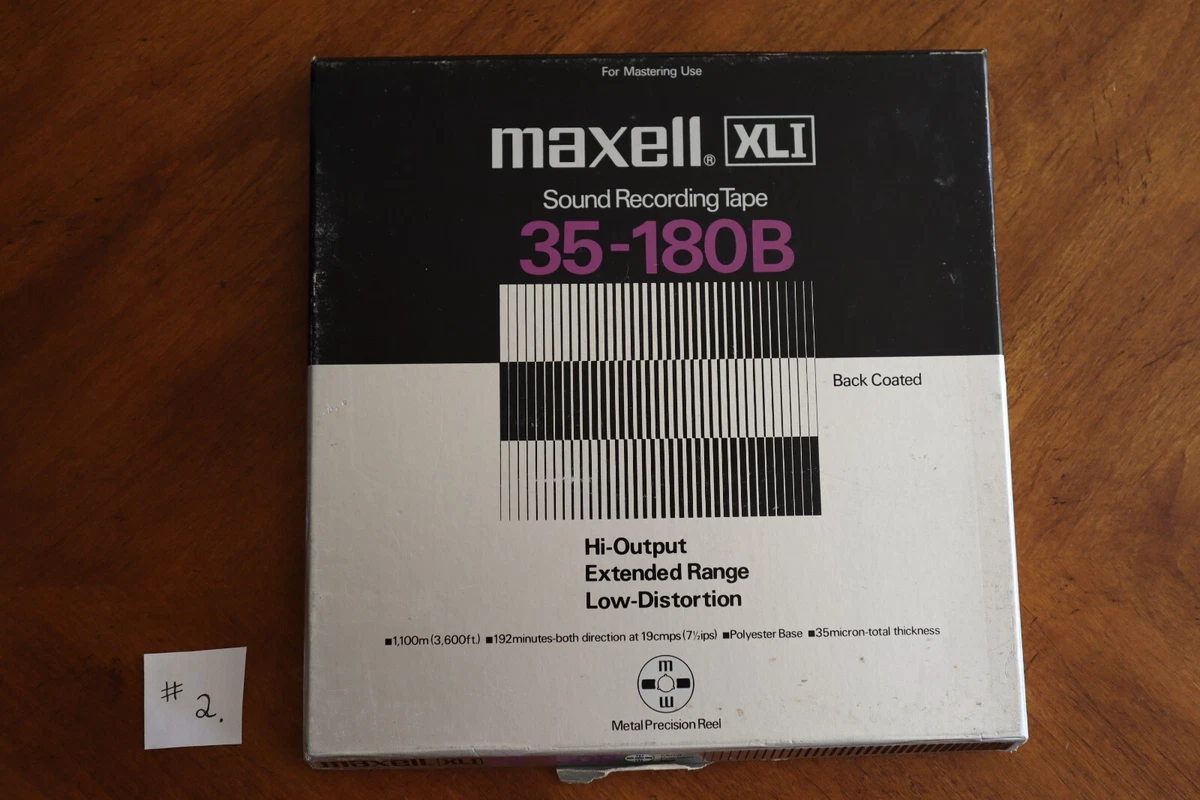 For Mastering Use
maxell® XLI
Sound Recording Tape
35-180B
Back Coated
Hi-Output
Extended Range
Low-Distortion
■1,100m (3,600ft.) ■192minutes-both direction at 19cmps (7½ips) ■Polyester Base ■35micron-total thickness
m
m
Metal Precision Reel
maxell XLI
# 2.